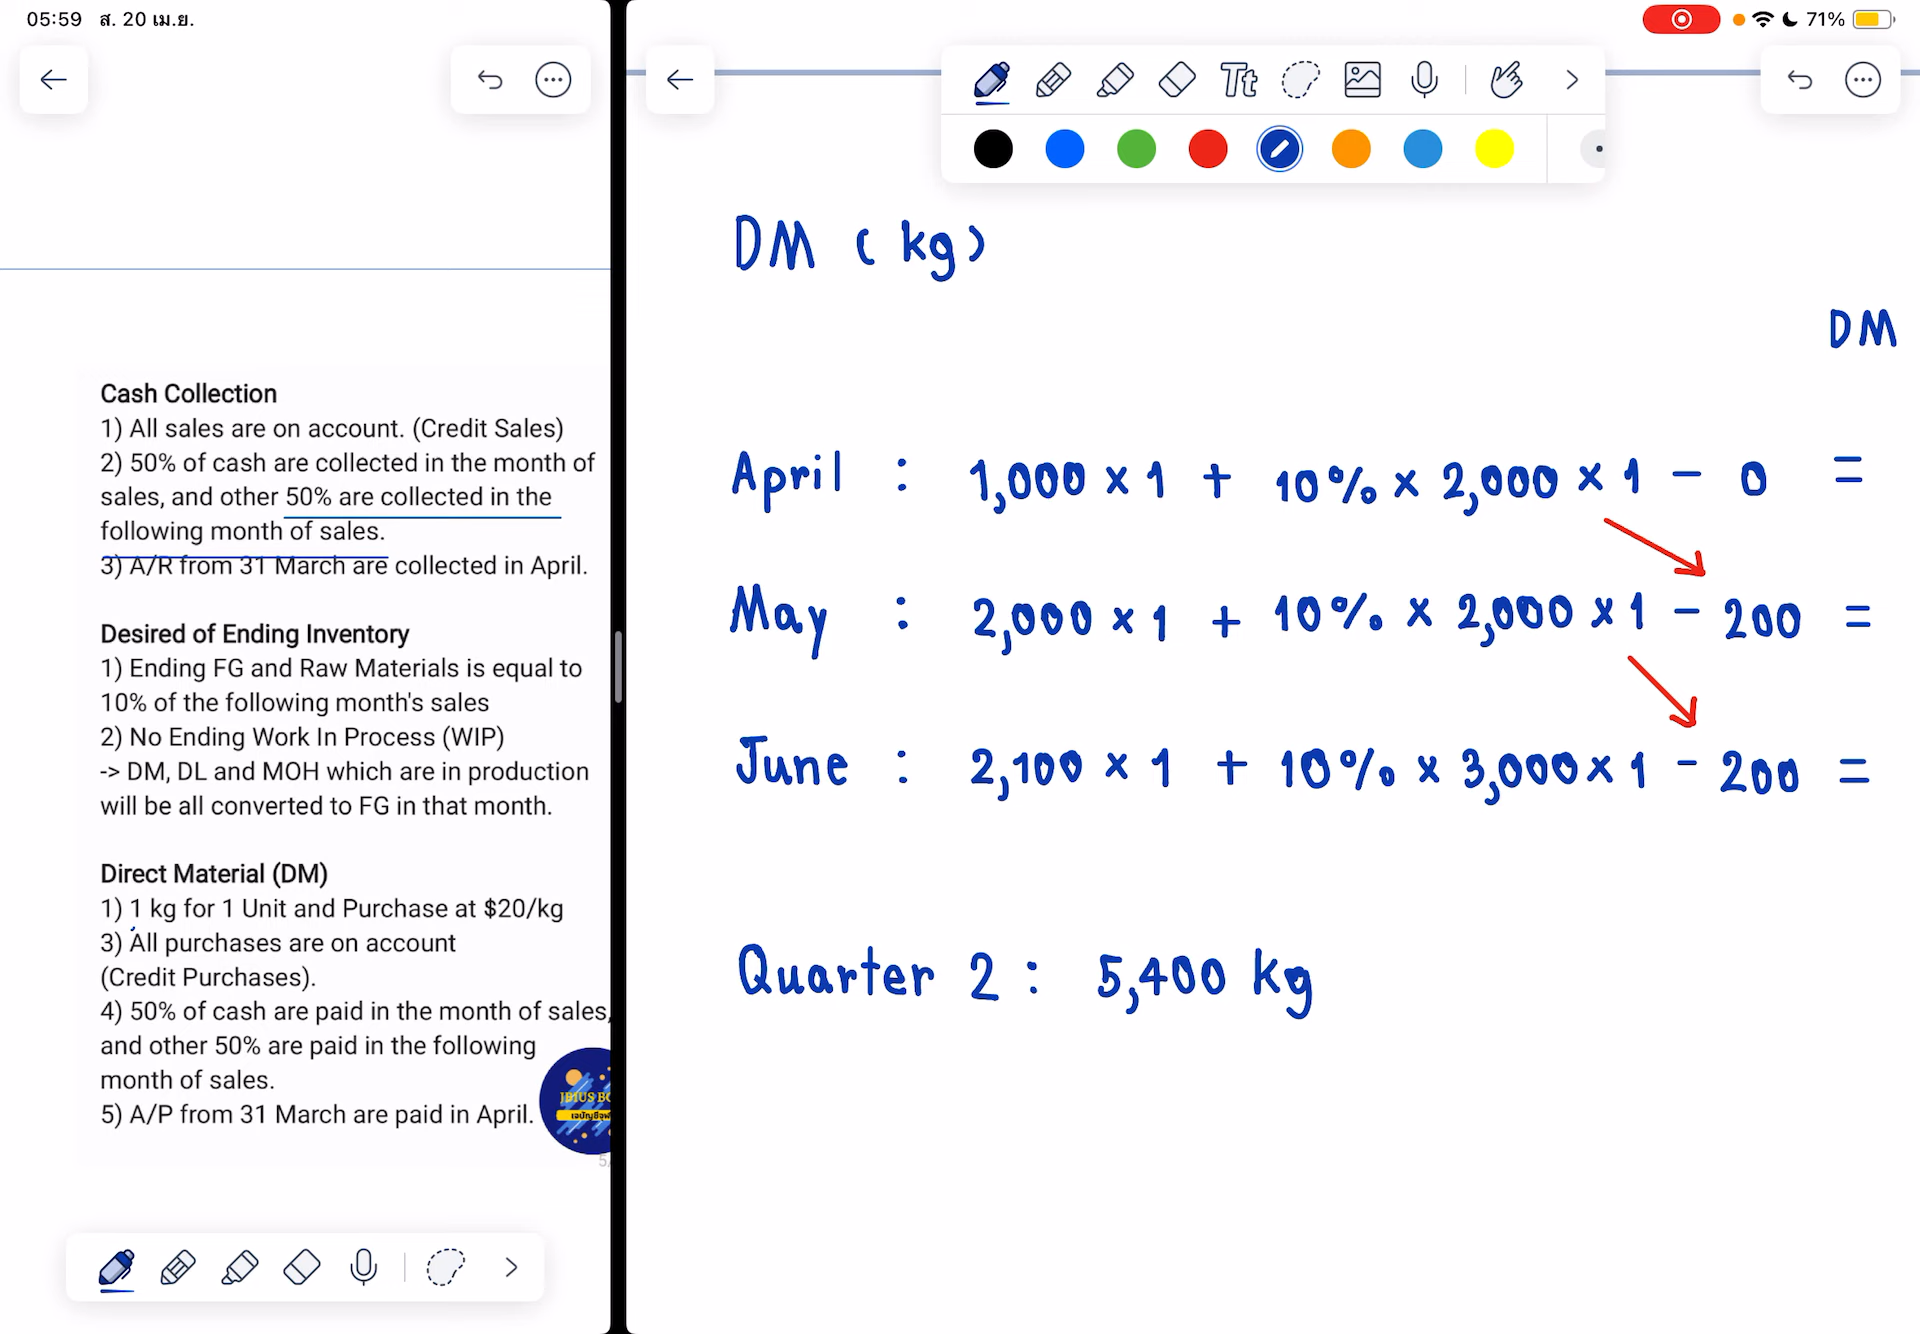 05:59 ส. 20 เม.ย.
71%
Tt
Cash Collection
1) All sales are on account. (Credit Sales)
2) 50% of cash are collected in the month of
sales, and other 50% are collected in the
following month of sales.
3) A/R from 31 March are collected in April.
Desired of Ending Inventory
1) Ending FG and Raw Materials is equal to
10% of the following month's sales
2) No Ending Work In Process (WIP)
-> DM, DL and MOH which are in production
will be all converted to FG in that month.
Direct Material (DM)
1) 1 kg for 1 Unit and Purchase at $20/kg
3) All purchases are on account
(Credit Purchases).
4) 50% of cash are paid in the month of sales,
and other 50% are paid in the following
month of sales.
5) A/P from 31 March are paid in April.
DM (kg)
DM
April : 1,000 × 1 + 10% × 2,000 × 1 - 0 =
May : 2,000 × 1 + 10% × 2,000 × 1 - 200 =
June : 2,100 × 1 + 10% × 3,000 × 1 - 200 =
Quarter 2 : 5,400 kg